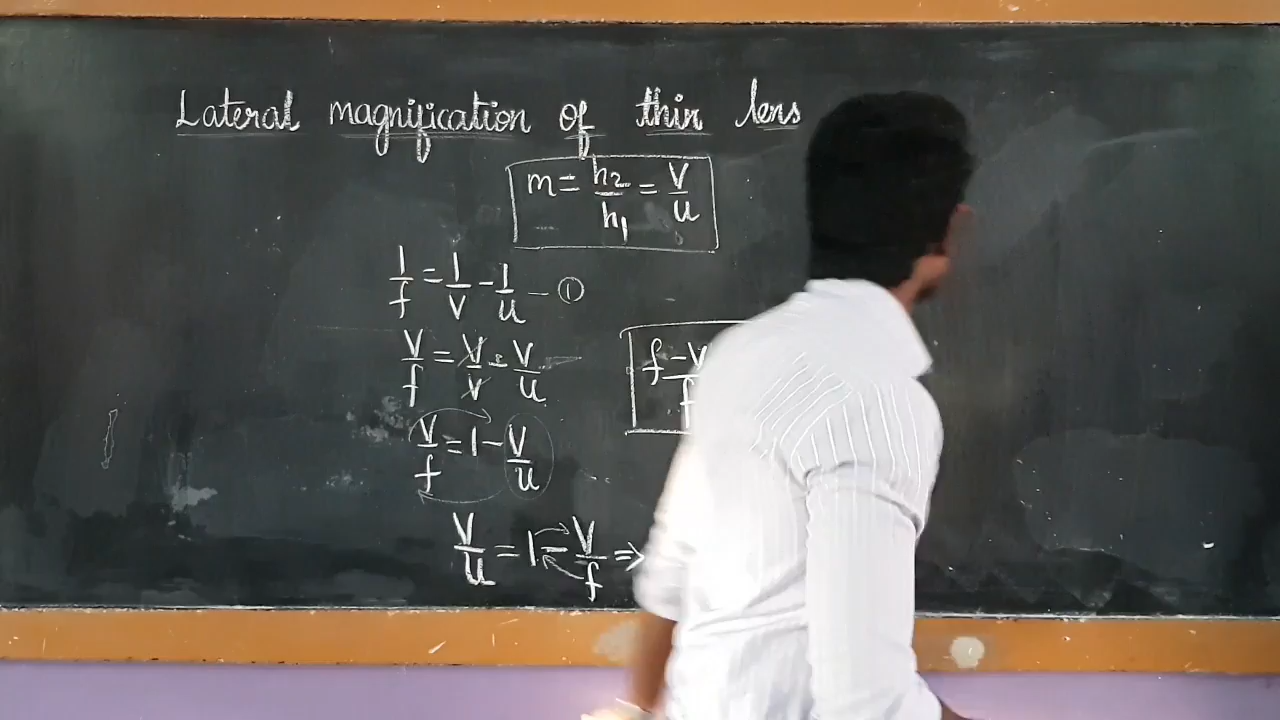 Lateral magnification of thin lens
m = h2/h1 = v/u
1/f = 1/v - 1/u - ①
v/f = v/v - v/u
f-v/f
v/f = 1 - v/u
v/u = 1 - v/f ⇒